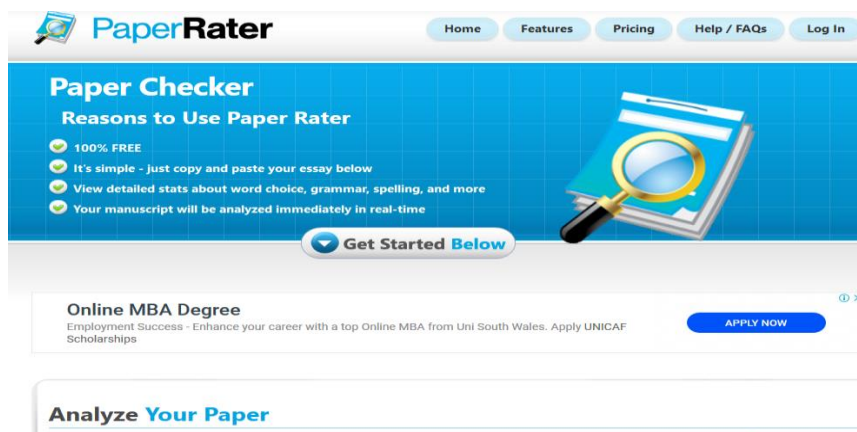 PaperRater
Home Features Pricing Help / FAQs Log In
Paper Checker
Reasons to Use Paper Rater
100% FREE
It's simple - just copy and paste your essay below
View detailed stats about word choice, grammar, spelling, and more
Your manuscript will be analyzed immediately in real-time
Get Started Below
Online MBA Degree
Employment Success - Enhance your career with a top Online MBA from Uni South Wales. Apply UNICAF
Scholarships
APPLY NOW
Analyze Your Paper